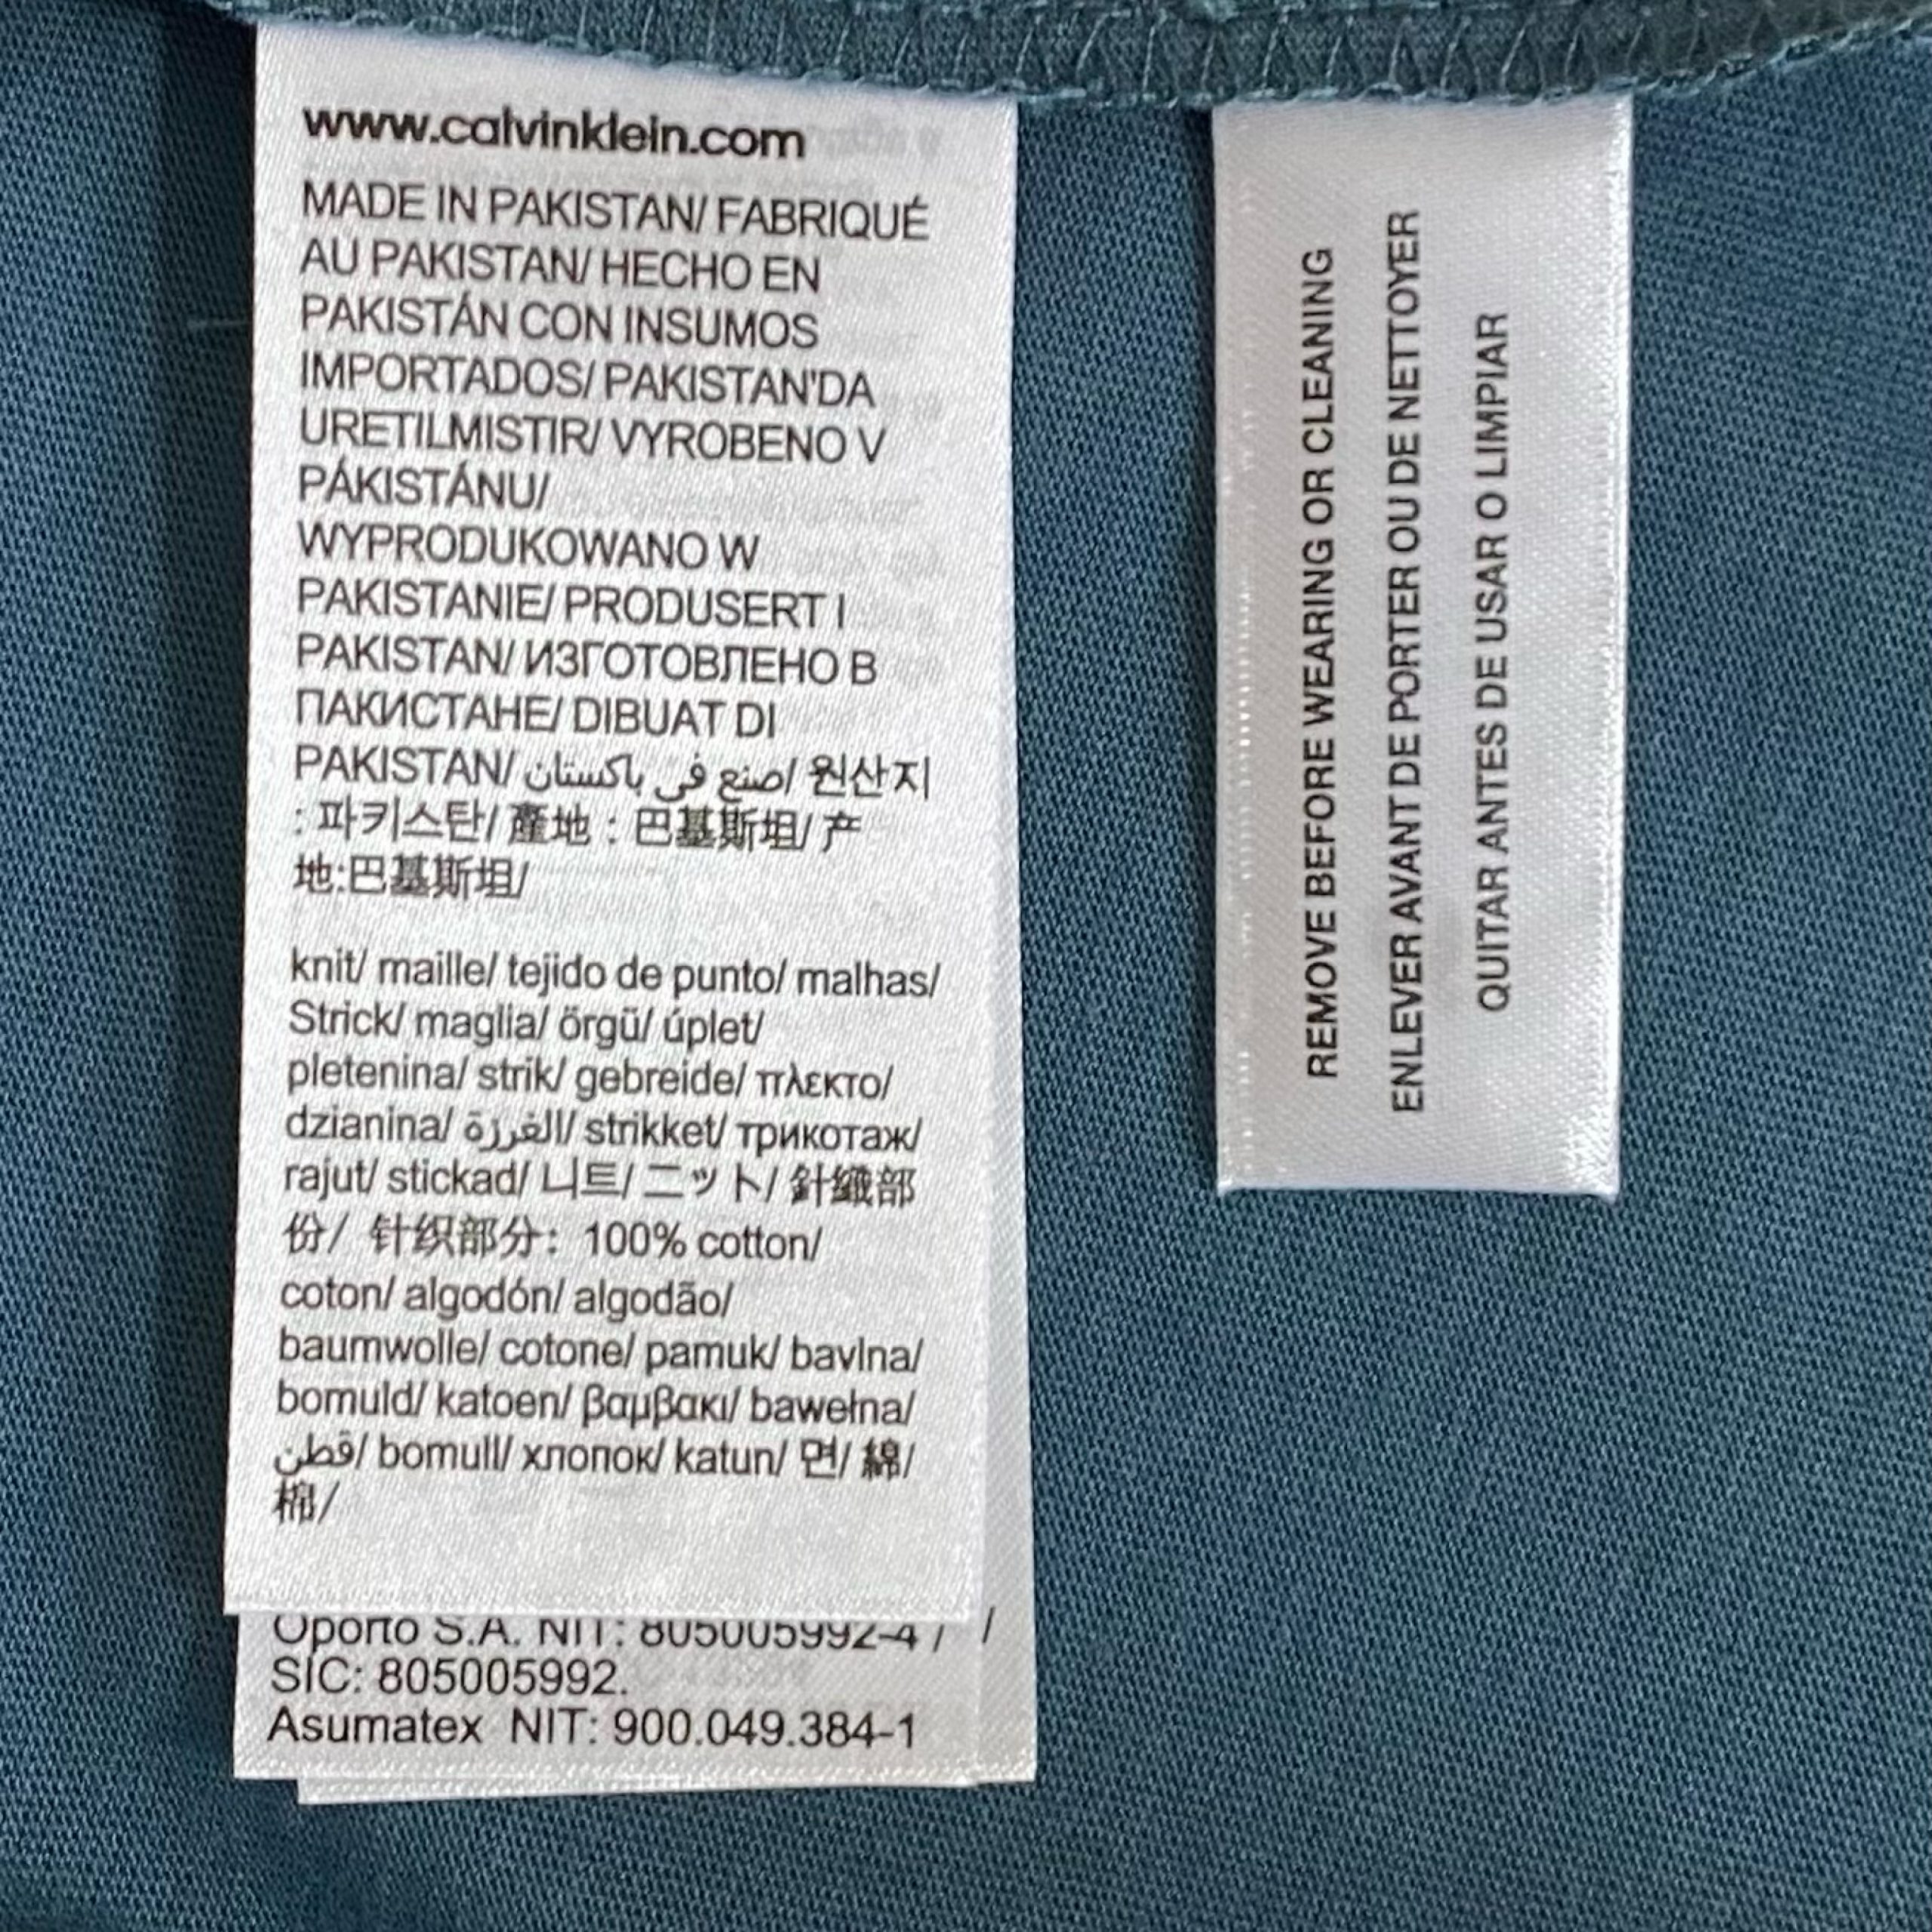 www.calvinklein.com
MADE IN PAKISTAN/ FABRIQUÉ
AU PAKISTAN/ HECHO EN
PAKISTÁN CON INSUMOS
IMPORTADOS/ PAKISTAN'DA
URETILMISTIR/ VYROBENO V
PÁKISTÁNU/
WYPRODUKOWANO W
PAKISTANIE/ PRODUSERT I
PAKISTAN/ ИЗГОТОВЛЕНО В
ПАКИСТАНЕ/ DIBUAT DI
PAKISTAN/ صنع في باكستان/ 원산지
: 파키스탄/ 產地 : 巴基斯坦/ 产
地:巴基斯坦/
knit/ maille/ tejido de punto/ malhas/
Strick/ maglia/ örgü/ úplet/
pletenina/ strik/ gebreide/ πλεκτο/
dzianina/ الغرزة/ strikket/ трикотаж/
rajut/ stickad/ 니트/ ニット/ 針織部
份/ 针织部分: 100% cotton/
coton/ algodón/ algodão/
baumwolle/ cotone/ pamuk/ bavlna/
bomuld/ katoen/ βαμβακι/ bawełna/
قطن/ bomull/ хлопок/ katun/ 면/ 綿/
棉/
Oporto S.A. NIT: 805005992-4 / /
SIC: 805005992.
Asumatex NIT: 900.049.384-1
REMOVE BEFORE WEARING OR CLEANING
ENLEVER AVANT DE PORTER OU DE NETTOYER
QUITAR ANTES DE USAR O LIMPIAR